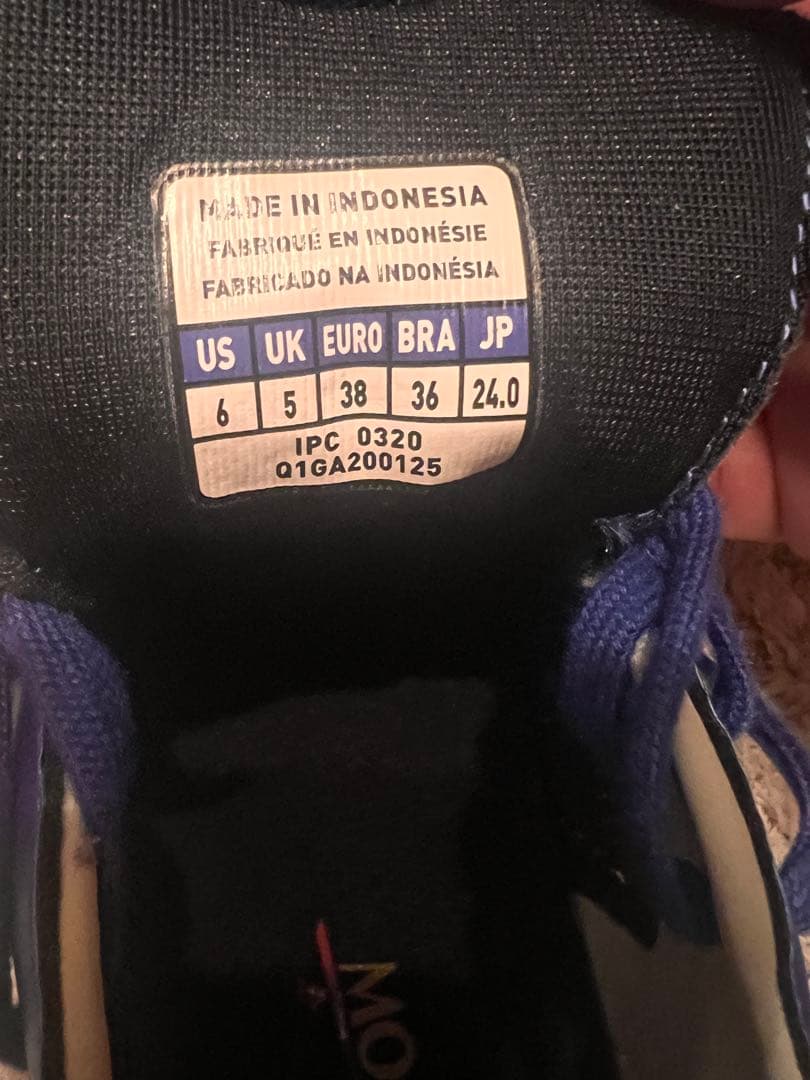 MADE IN INDONESIA
FABRIQUÉ EN INDONÉSIE
FABRICADO NA INDONÉSIA
US UK EURO BRA JP
6 5 38 36 24.0
IPC 0320
Q1GA200125
MO